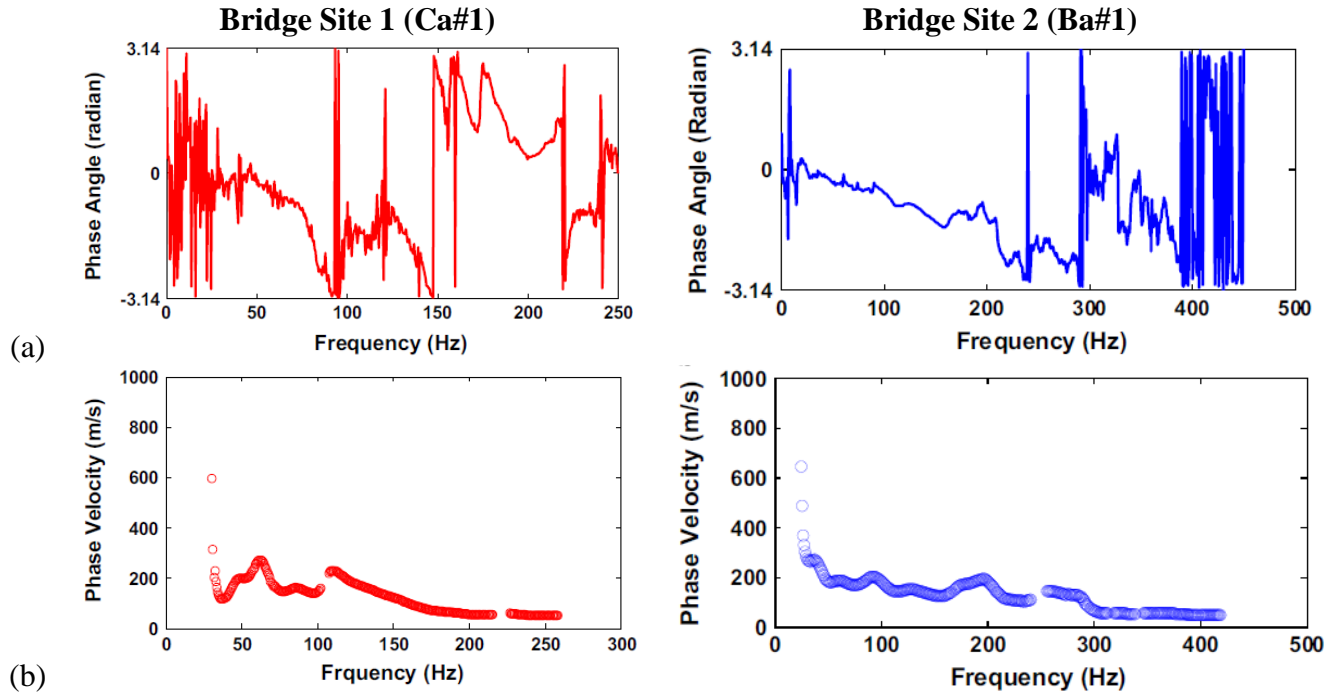 Bridge Site 1 (Ca#1)
Bridge Site 2 (Ba#1)
(a)
Phase Angle (radian)
3.14
0
-3.14
0 50 100 150 200 250
Frequency (Hz)
Phase Angle (Radian)
3.14
0
-3.14
0 100 200 300 400 500
Frequency (Hz)
(b)
Phase Velocity (m/s)
1000
800
600
400
200
0
0 50 100 150 200 250 300
Frquency (Hz)
Phase Velocity (m/s)
1000
800
600
400
200
0
0 100 200 300 400 500
Frequency (Hz)